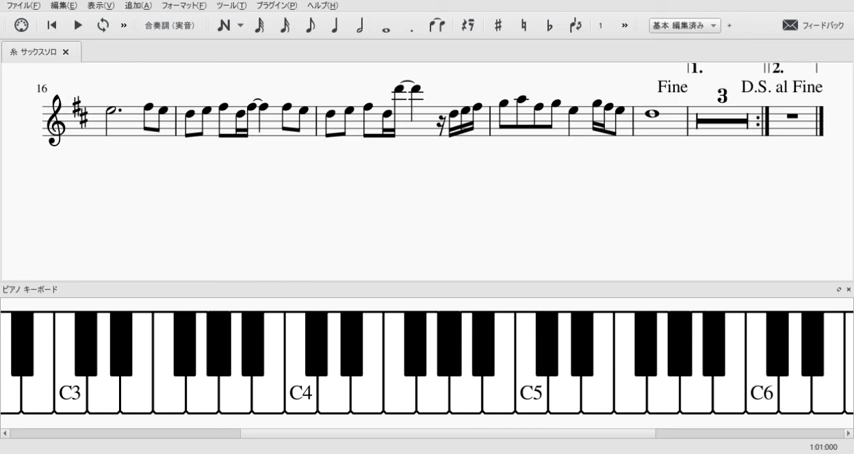 ファイル(F) 編集(E) 表示(V) 追加(A) フォーマット(F) ツール(T) プラグイン(P) ヘルプ(H)
合奏調 (実音) 1 基本 編集済み フィードバック
糸 サックスソロ
1. 2.
Fine D.S. al Fine
16
3
ピアノ キーボード
C3 C4 C5 C6
1:01:000